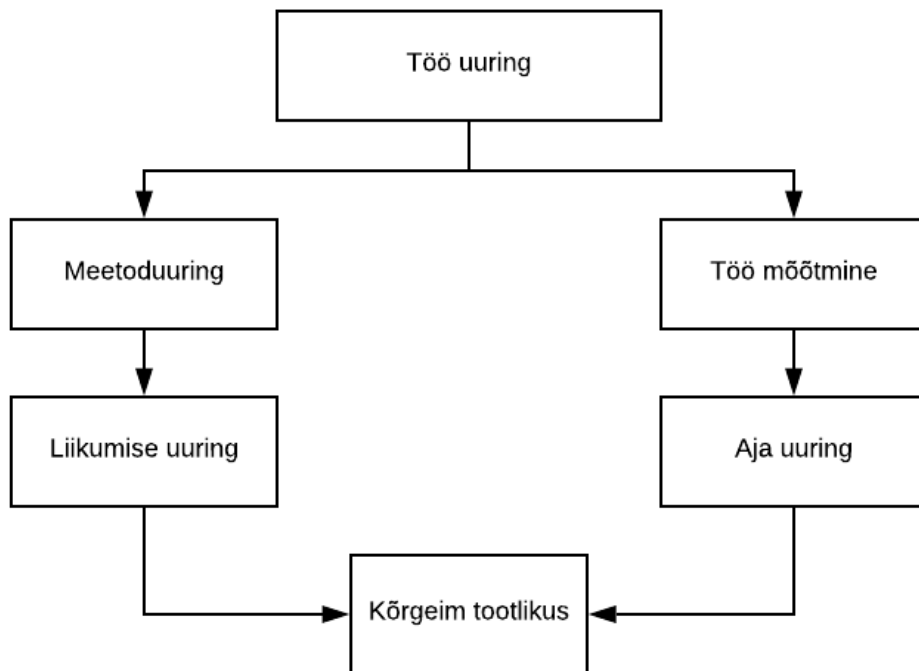 Töö uuring
Meetoduuring
Töö mõõtmine
Liikumise uuring
Aja uuring
Kõrgeim tootlikus